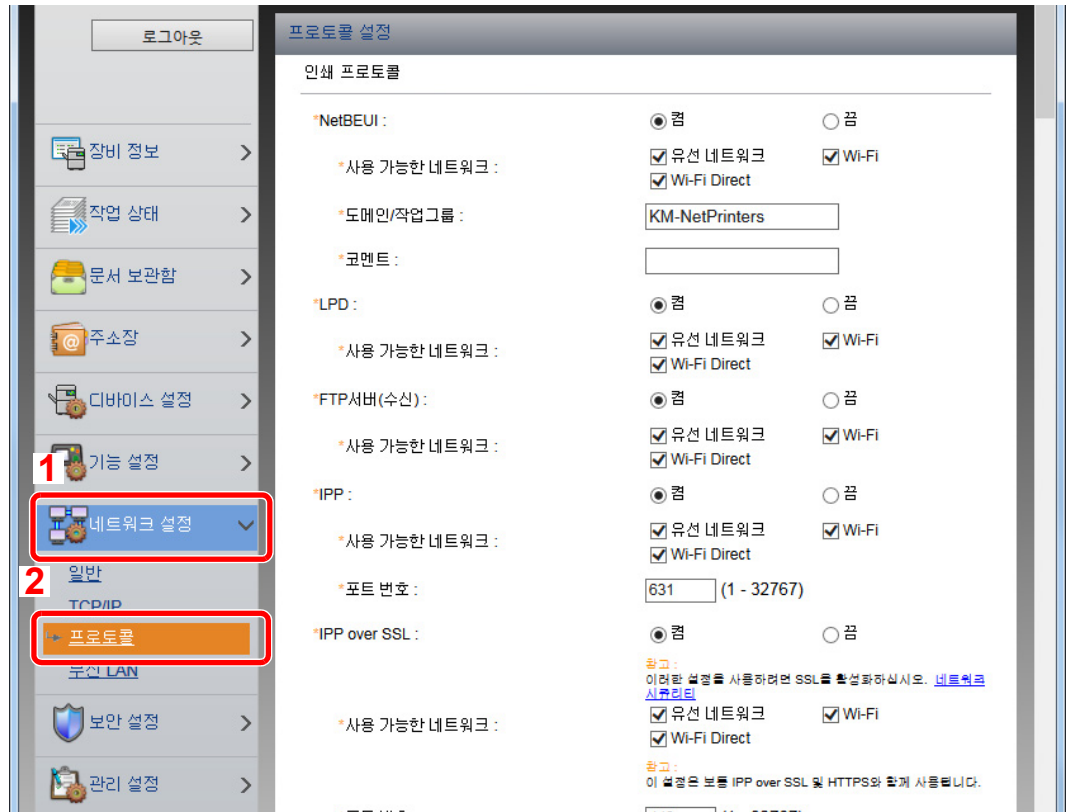 로그아웃
장비 정보
작업 상태
문서 보관함
주소장
디바이스 설정
1
기능 설정
네트워크 설정
2
일반
TCP/IP
프로토콜
무선 LAN
보안 설정
관리 설정
프로토콜 설정
인쇄 프로토콜
*NetBEUI : 켬 끔
*사용 가능한 네트워크 : 유선 네트워크 Wi-Fi
Wi-Fi Direct
*도메인/작업그룹 : KM-NetPrinters
*코멘트 :
*LPD : 켬 끔
*사용 가능한 네트워크 : 유선 네트워크 Wi-Fi
Wi-Fi Direct
*FTP서버(수신) : 켬 끔
*사용 가능한 네트워크 : 유선 네트워크 Wi-Fi
Wi-Fi Direct
*IPP : 켬 끔
*사용 가능한 네트워크 : 유선 네트워크 Wi-Fi
Wi-Fi Direct
*포트 번호 : 631 (1 - 32767)
*IPP over SSL : 켬 끔
참고 :
이러한 설정을 사용하려면 SSL을 활성화하십시오. 네트워크
시큐리티
*사용 가능한 네트워크 : 유선 네트워크 Wi-Fi
Wi-Fi Direct
참고 :
이 설정은 보통 IPP over SSL 및 HTTPS와 함께 사용됩니다.